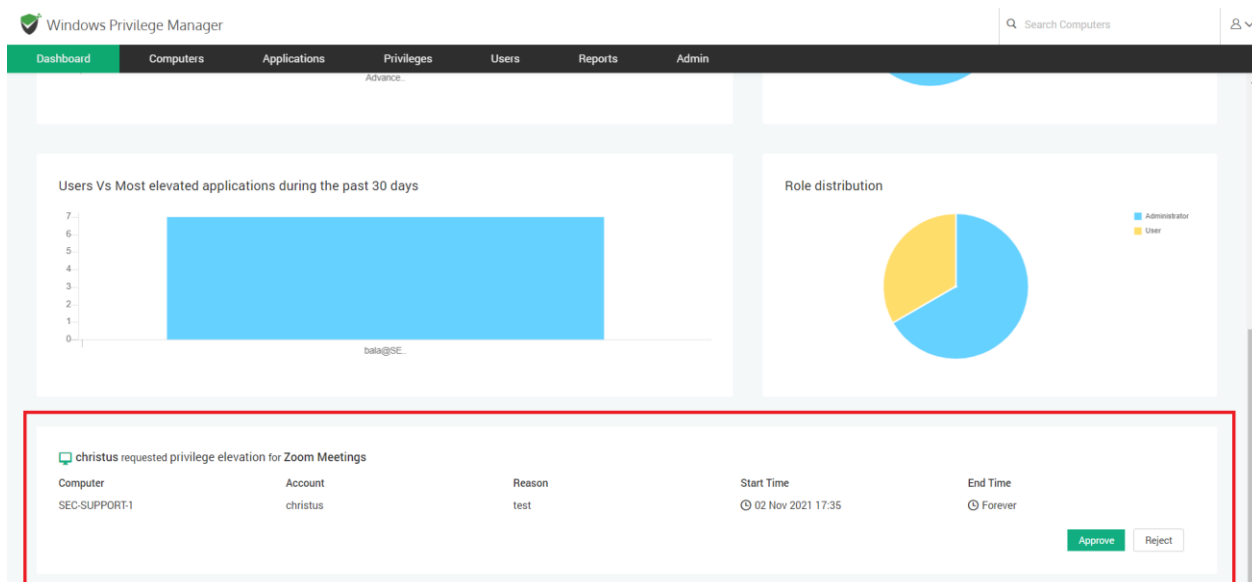 Windows Privilege Manager
Search Computers
Dashboard Computers Applications Privileges Users Reports Admin
Advance..
Users Vs Most elevated applications during the past 30 days
7
6
5
4
3
2
1
0
bala@SE..
Role distribution
Administrator
User
christus requested privilege elevation for Zoom Meetings
Computer Account Reason Start Time End Time
SEC-SUPPORT-1 christus test 02 Nov 2021 17:35 Forever
Approve Reject